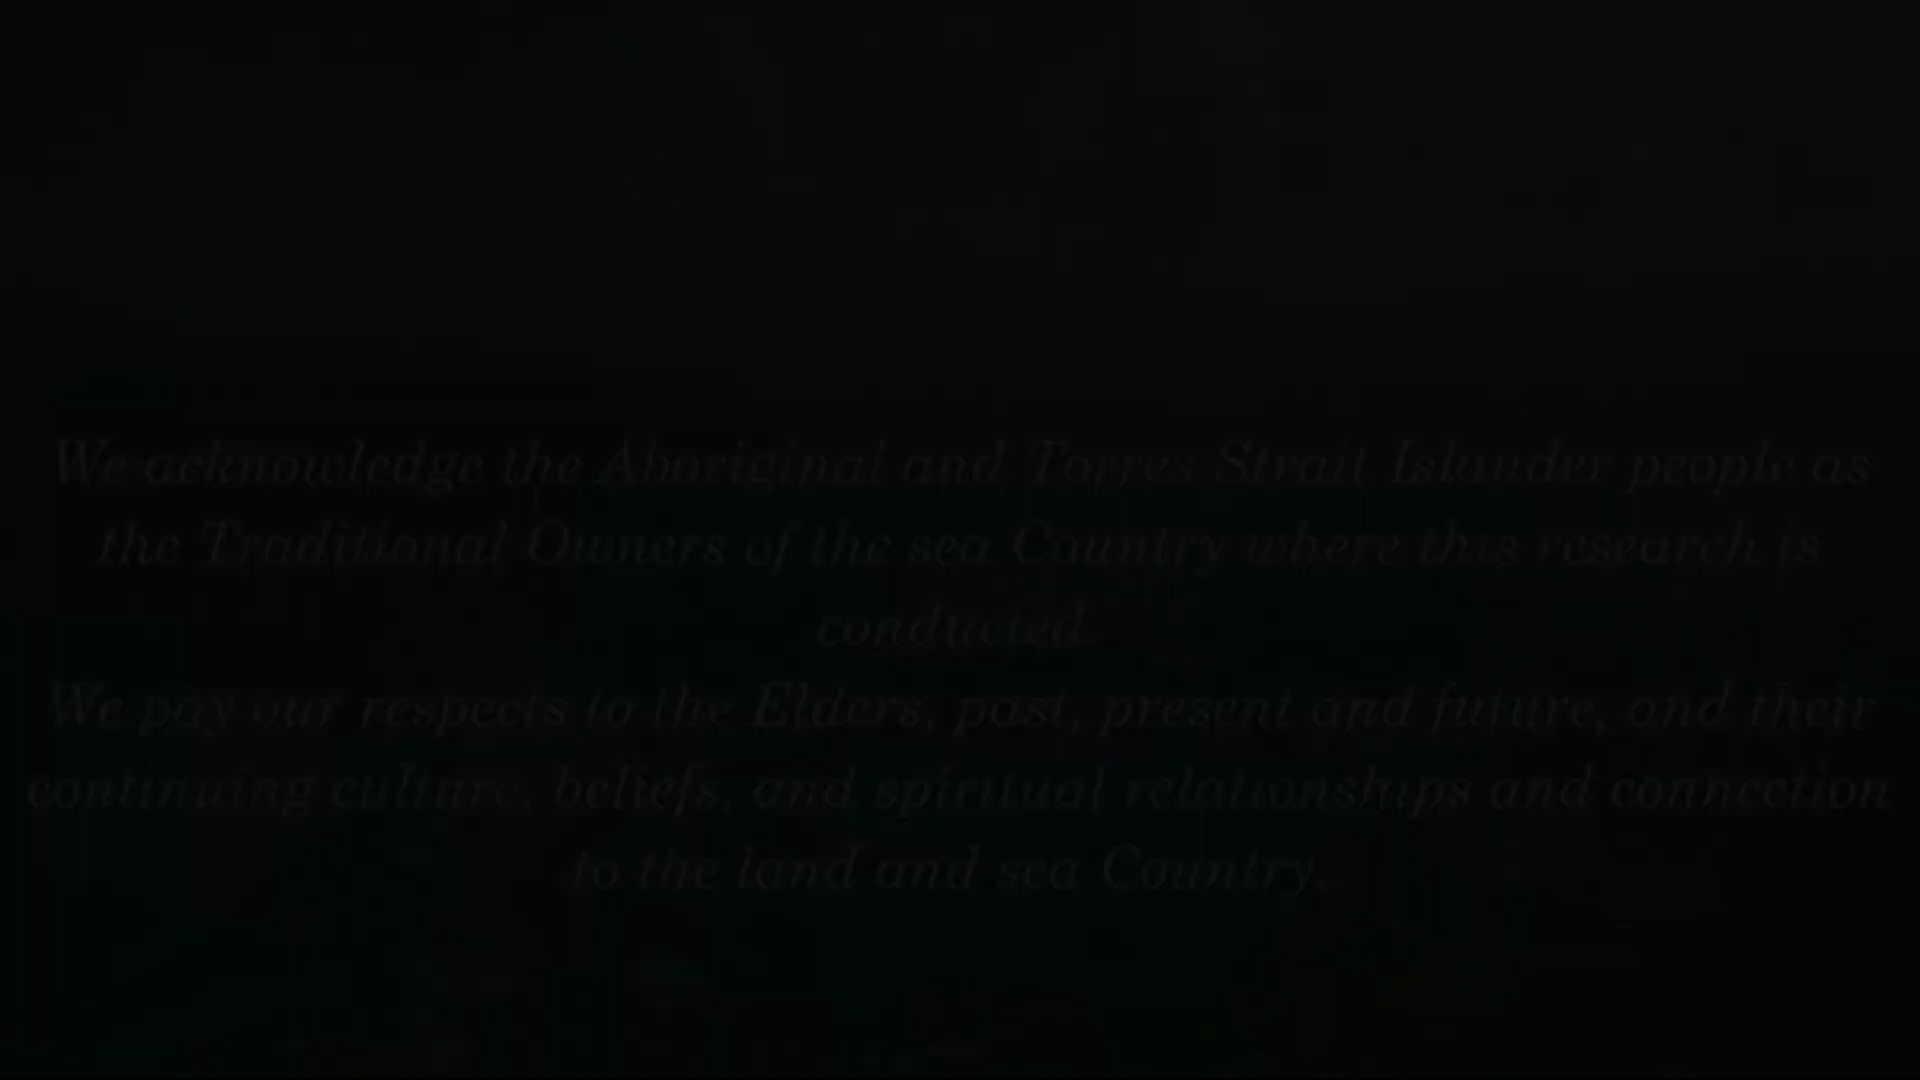 We acknowledge the Aboriginal and Torres Strait Islander people as
the Traditional Owners of the sea Country where this research is
conducted.
We pay our respects to the Elders, past, present and future, and their
continuing culture, beliefs, and spiritual relationships and connection
to the land and sea Country.